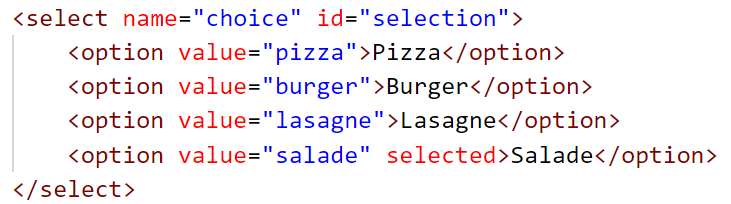 <select name="choice" id="selection">
    <option value="pizza">Pizza</option>
    <option value="burger">Burger</option>
    <option value="lasagne">Lasagne</option>
    <option value="salade" selected>Salade</option>
</select>